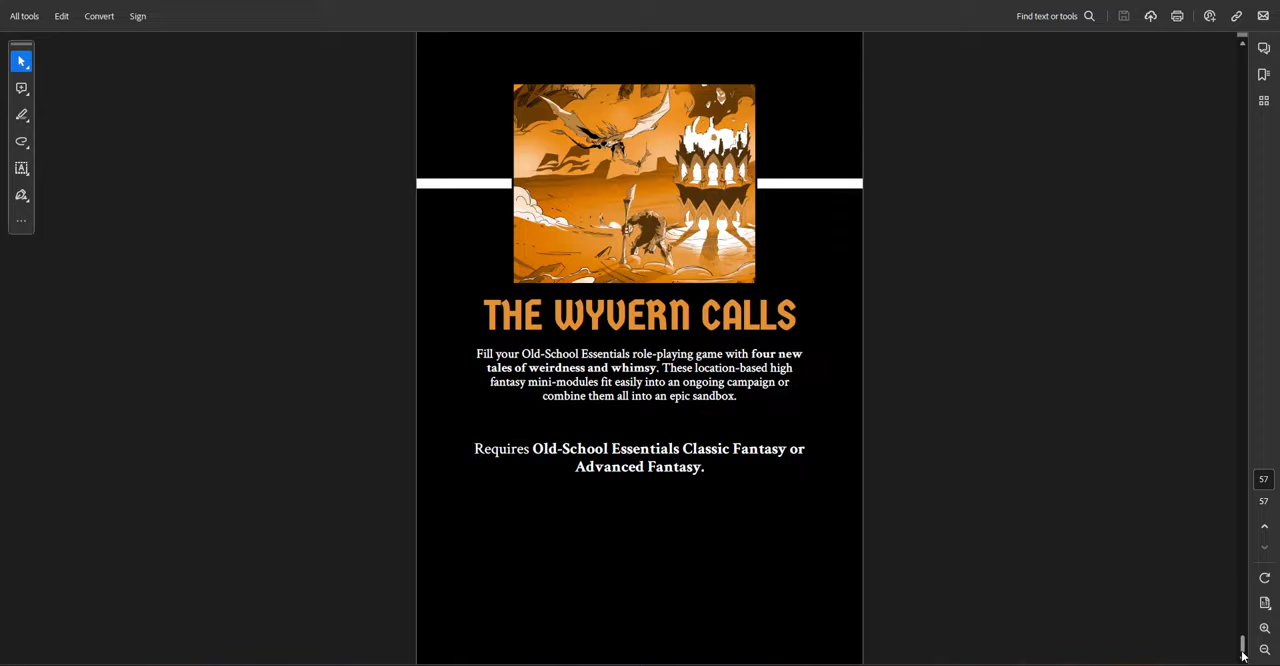 All tools Edit Convert Sign Find text or tools
THE WYVERN CALLS
Fill your Old-School Essentials role-playing game with four new
tales of weirdness and whimsy. These location-based high
fantasy mini-modules fit easily into an ongoing campaign or
combine them all into an epic sandbox.
Requires Old-School Essentials Classic Fantasy or
Advanced Fantasy.
57
57